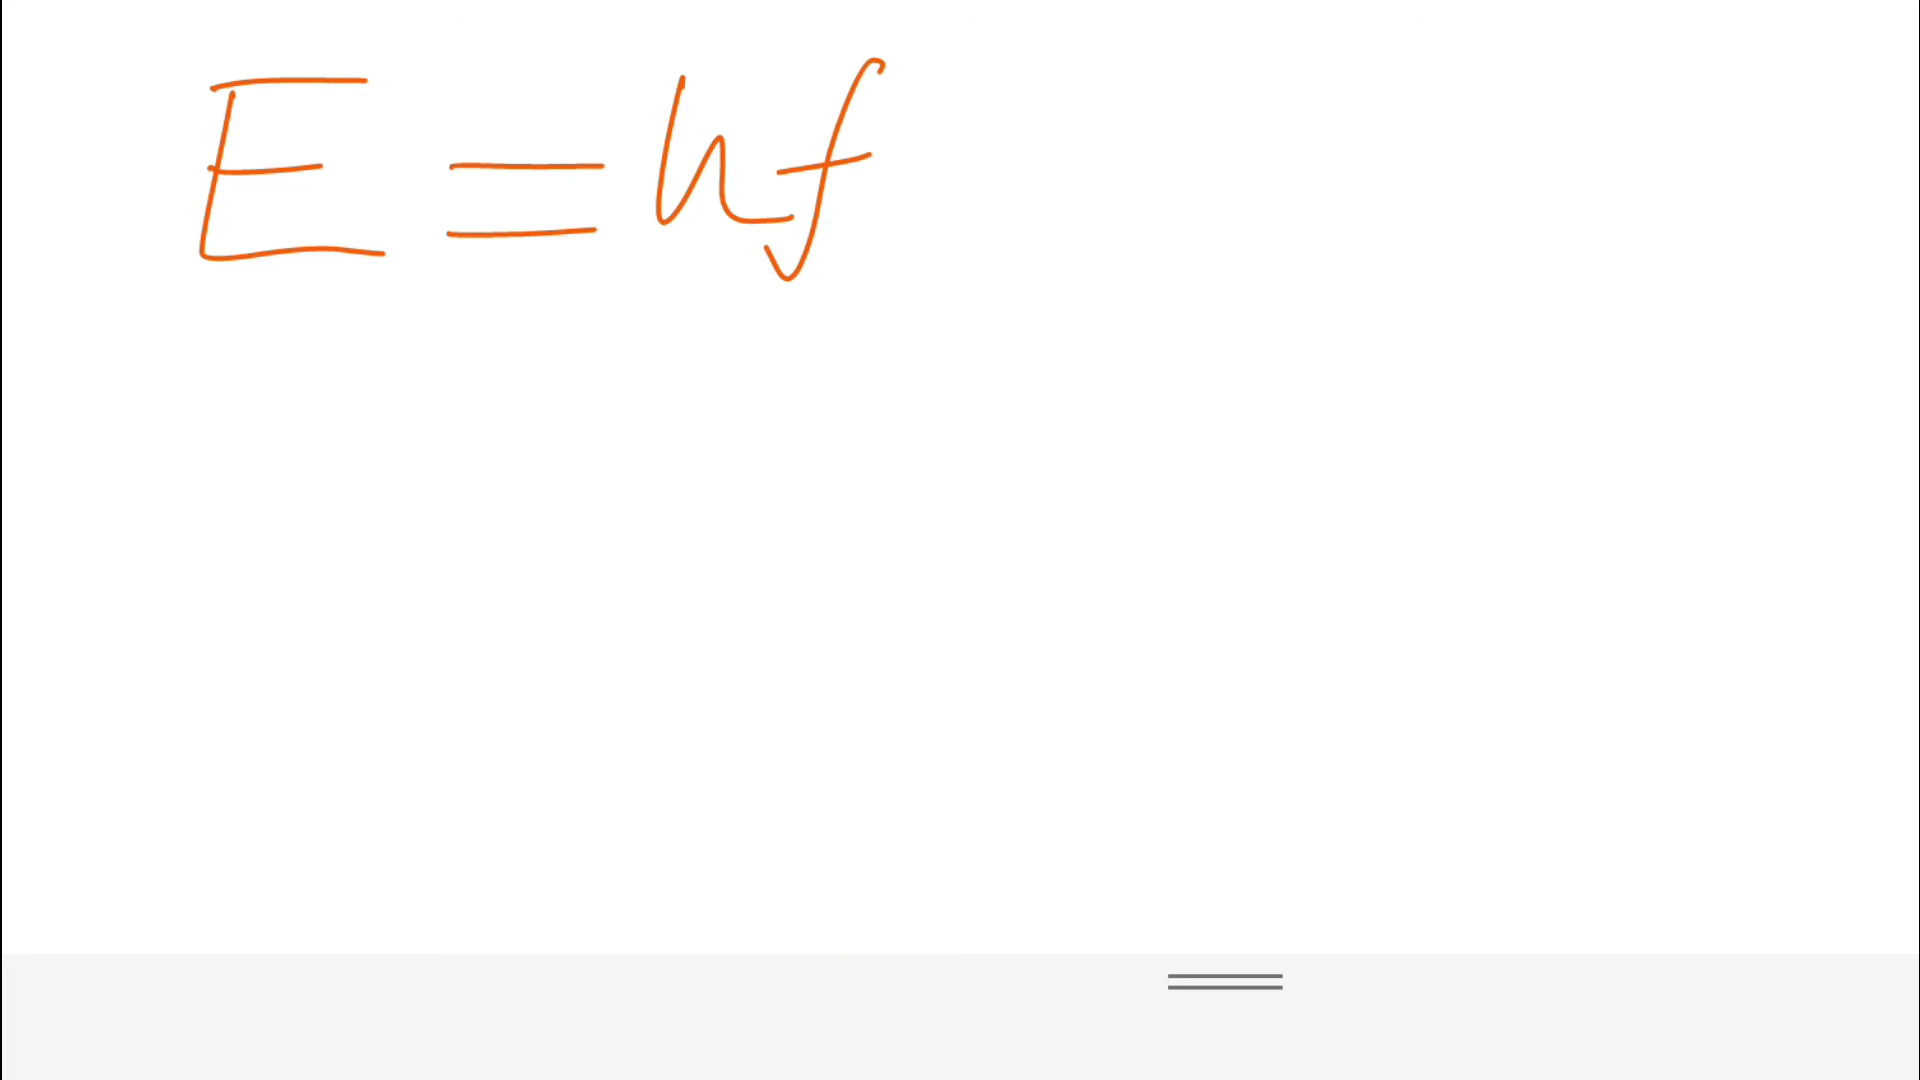 E = hf